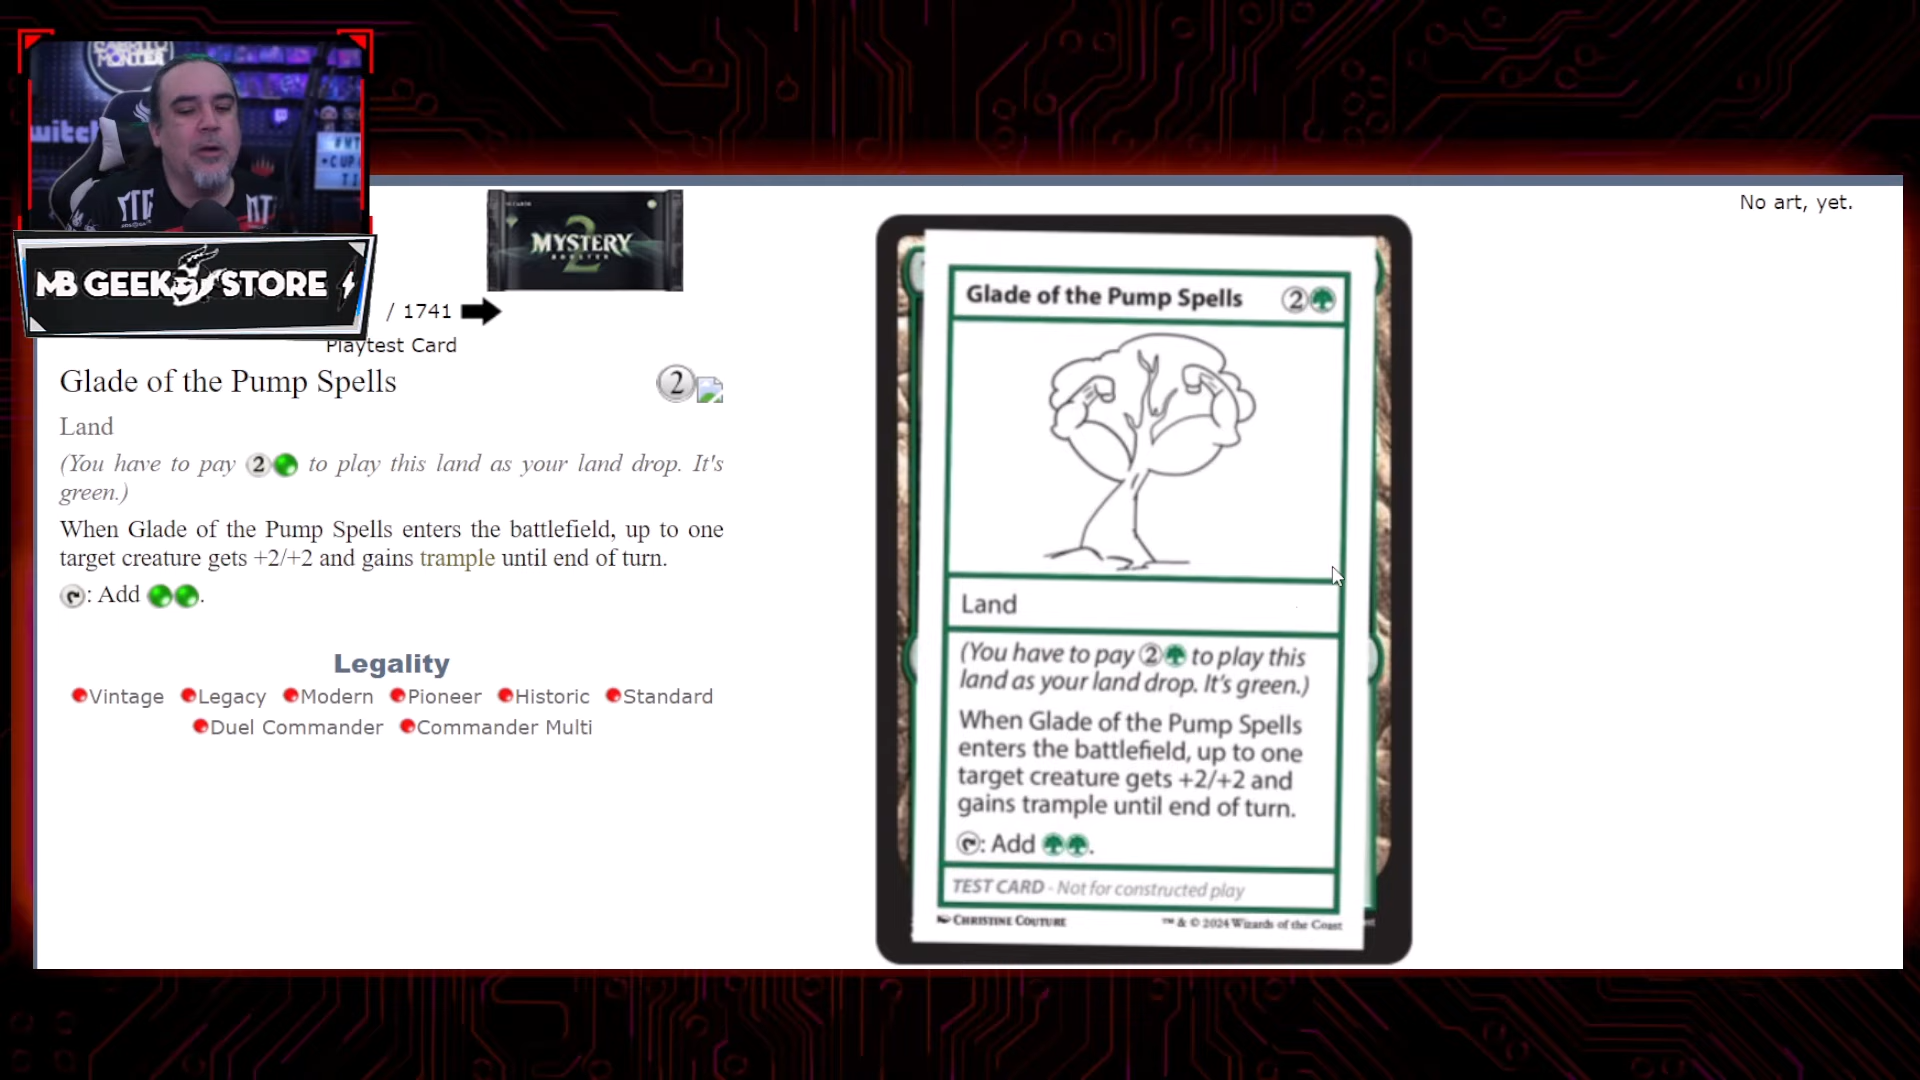 MONTER
witch
MB GEEK STORE
MYSTERY
BOOSTER
2
/ 1741
Playtest Card
No art, yet.
Glade of the Pump Spells 2
Land
(You have to pay 2 to play this land as your land drop. It's
green.)
When Glade of the Pump Spells enters the battlefield, up to one
target creature gets +2/+2 and gains trample until end of turn.
: Add .
Legality
Vintage Legacy Modern Pioneer Historic Standard
Duel Commander Commander Multi
Glade of the Pump Spells 2
Land
(You have to pay 2 to play this
land as your land drop. It's green.)
When Glade of the Pump Spells
enters the battlefield, up to one
target creature gets +2/+2 and
gains trample until end of turn.
: Add .
TEST CARD - Not for constructed play
CHRISTINE COUTURE ™ & © 2024 Wizards of the Coast